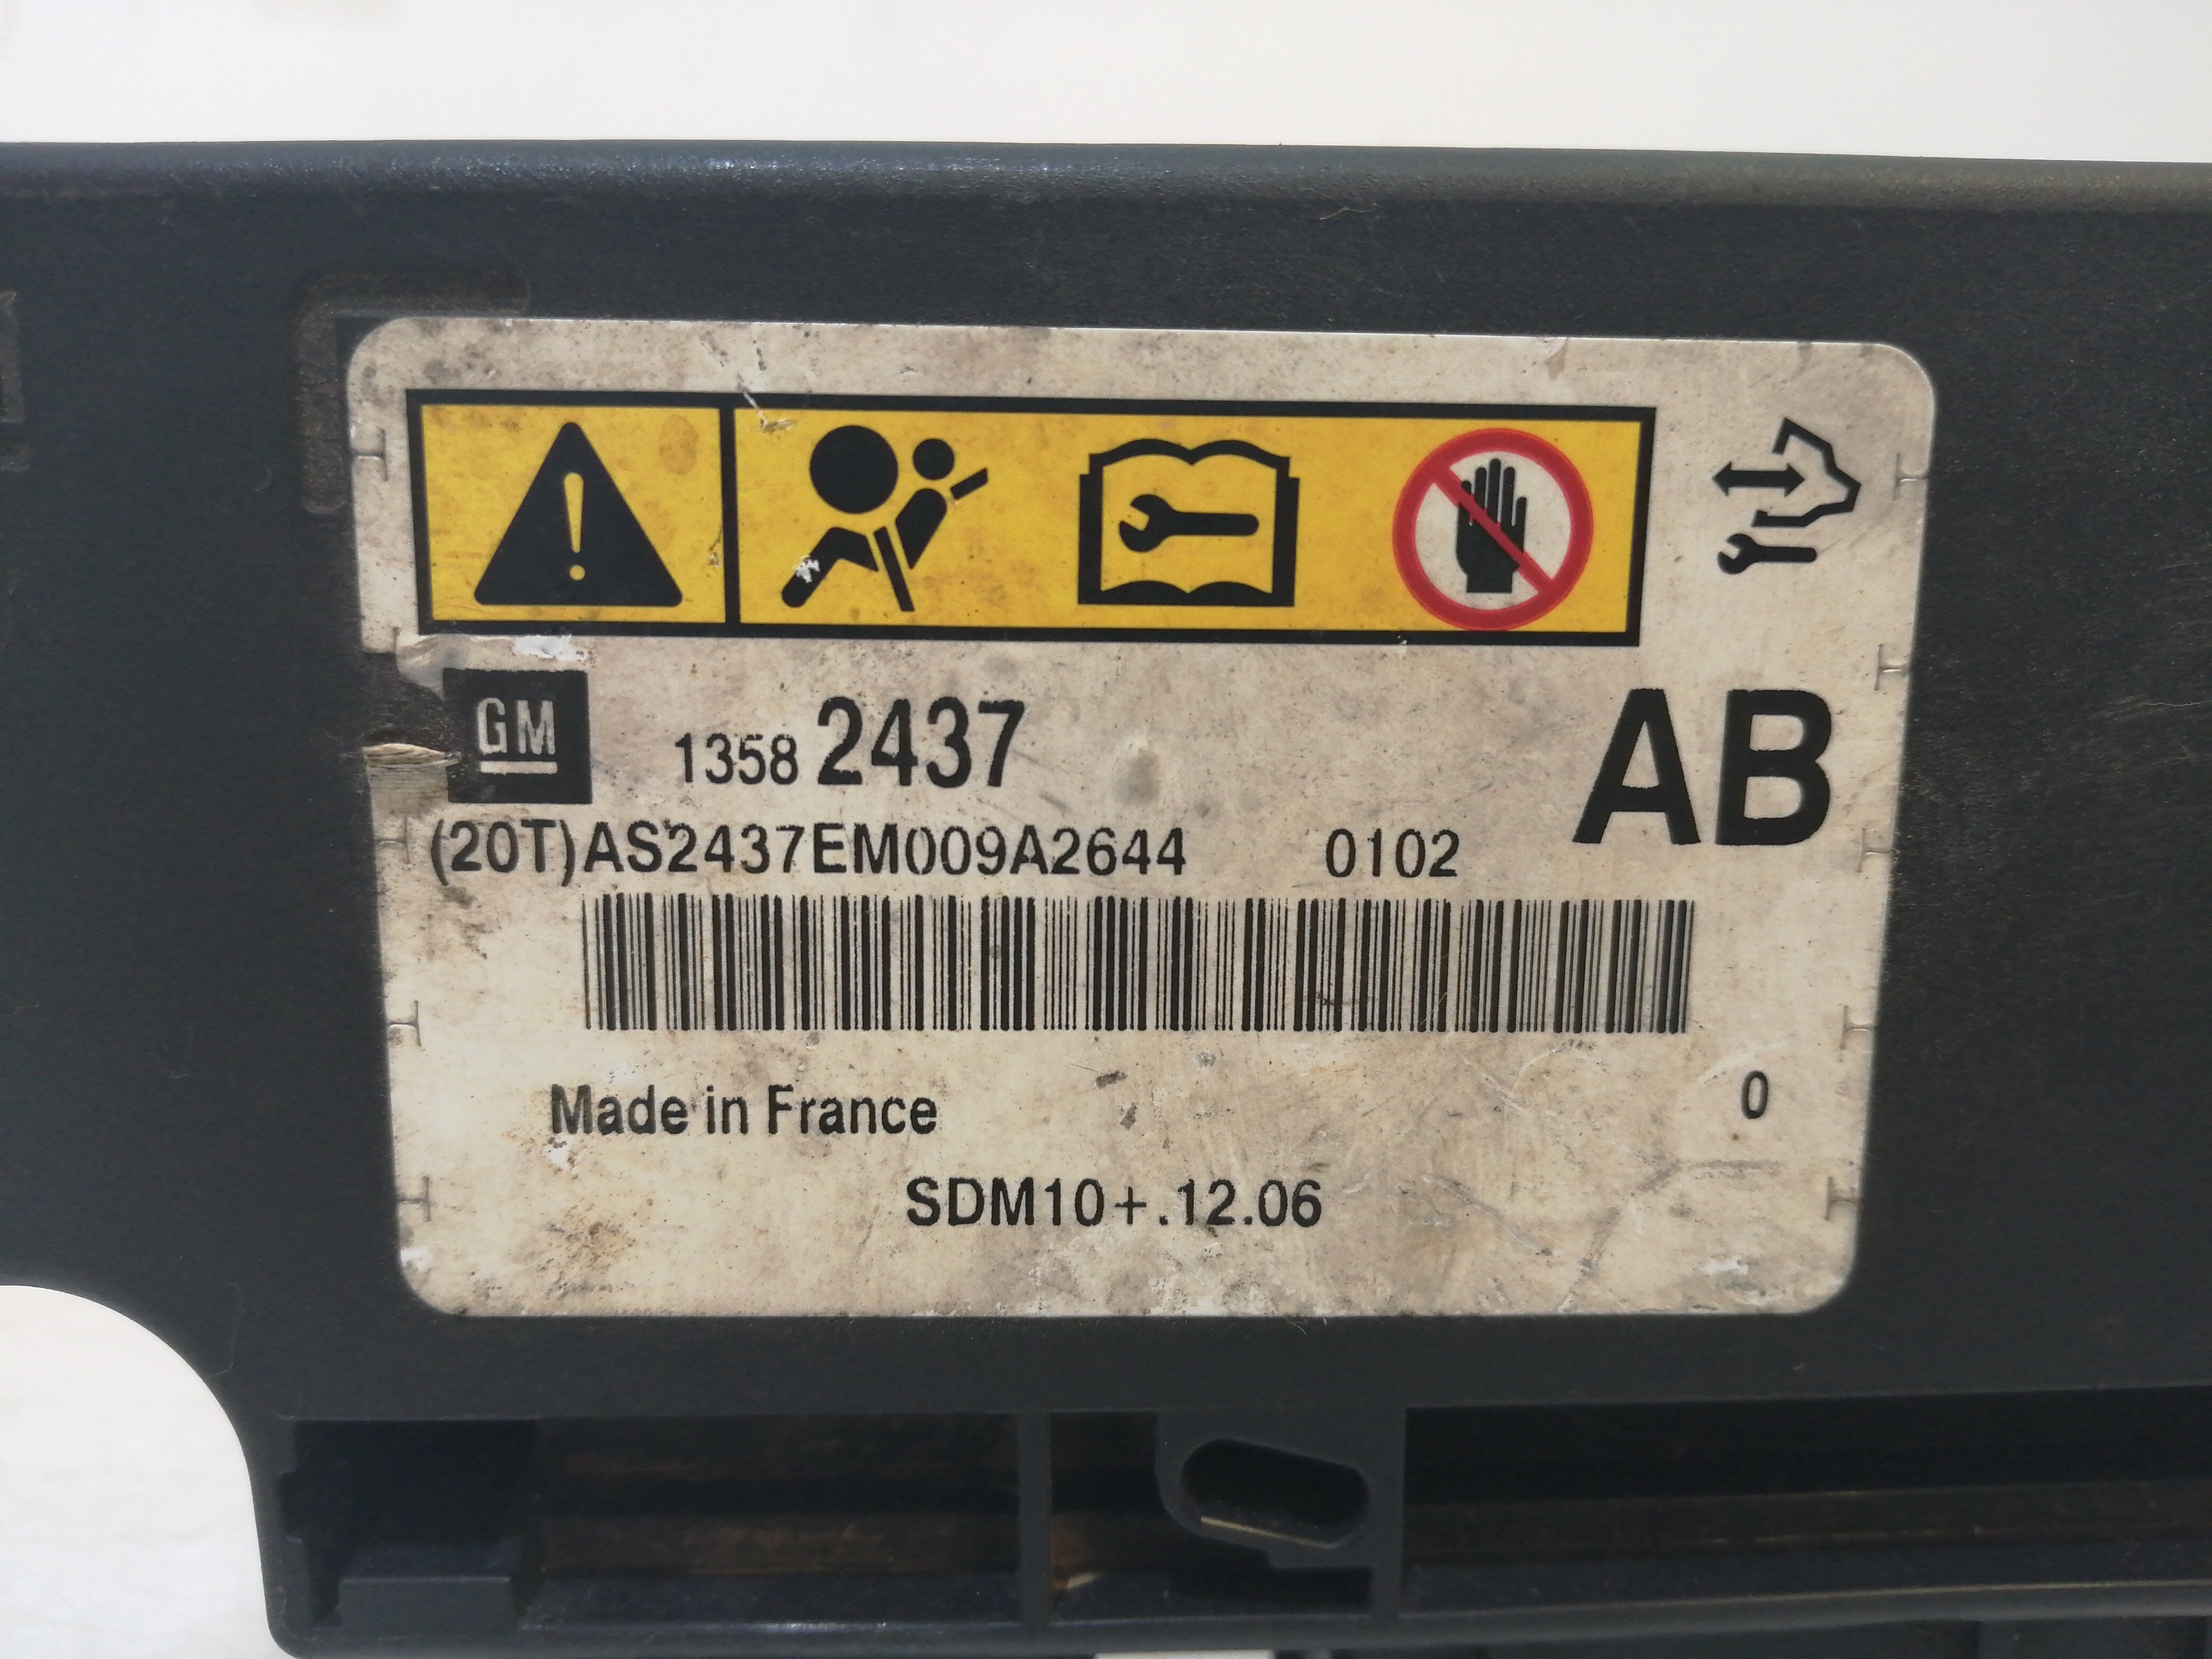 GM 1358 2437 AB
(20T)AS2437EM009A2644 0102
Made in France 0
SDM10+.12.06